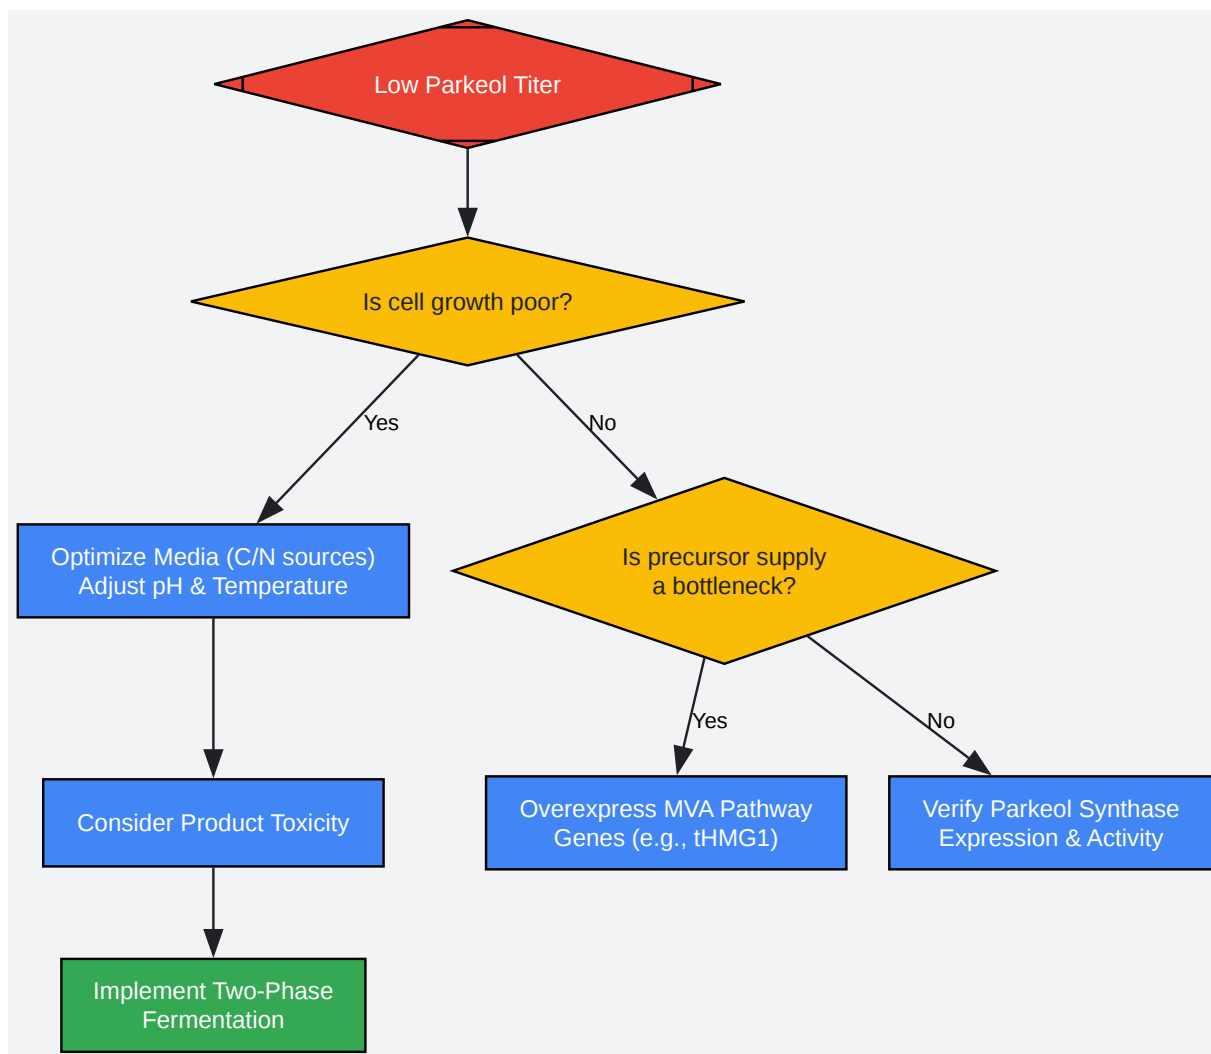 Low Parkeol Titer
Is cell growth poor?
Yes
No
Optimize Media (C/N sources)
Adjust pH & Temperature
Is precursor supply
a bottleneck?
Yes
No
Consider Product Toxicity
Overexpress MVA Pathway
Genes (e.g., tHMG1)
Verify Parkeol Synthase
Expression & Activity
Implement Two-Phase
Fermentation